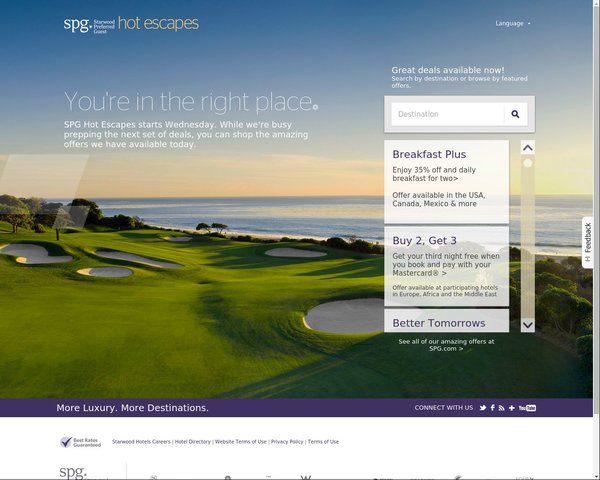 spg. Starwood Preferred Guest hot escapes
Language
Great deals available now!
Search by destination or browse by featured
offers.
You're in the right place.
SPG Hot Escapes starts Wednesday. While we're busy
prepping the next set of deals, you can shop the amazing
offers we have available today.
Destination
Breakfast Plus
Enjoy 35% off and daily
breakfast for two>
Offer available in the USA,
Canada, Mexico & more
Buy 2, Get 3
Get your third night free when
you book and pay with your
Mastercard® >
Offer available at participating hotels
in Europe, Africa and the Middle East
Better Tomorrows
See all of our amazing offers at
SPG.com >
Feedback
More Luxury. More Destinations.
CONNECT WITH US
You Tube
Best Rates
Guaranteed
Starwood Hotels Careers | Hotel Directory | Website Terms of Use | Privacy Policy | Terms of Use
spg.
W